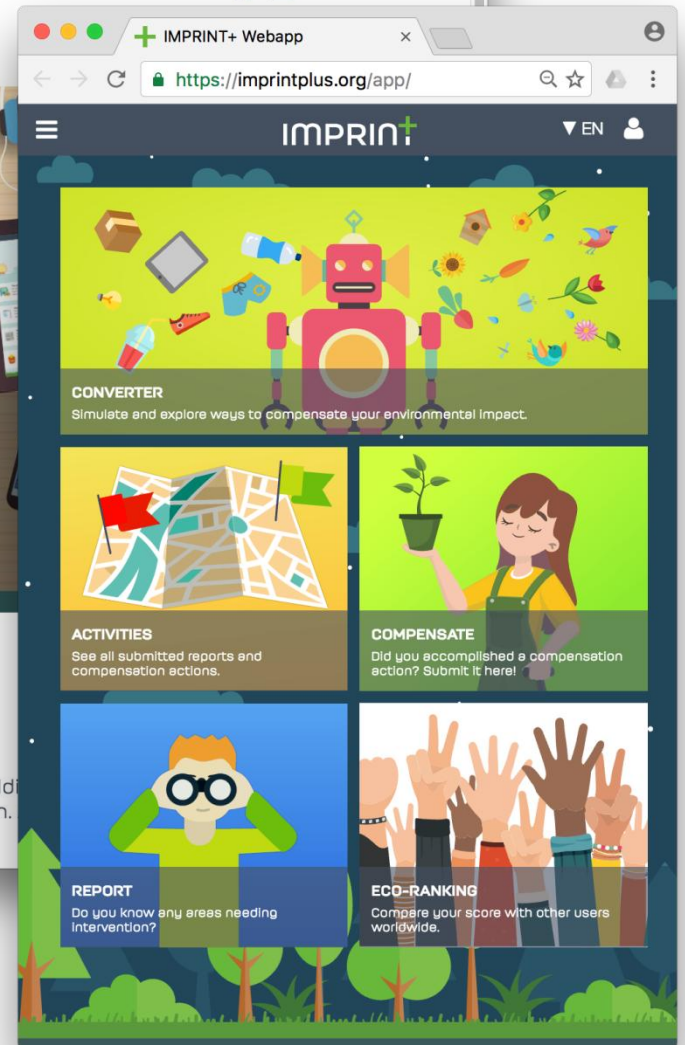 IMPRINT+ Webapp
https://imprintplus.org/app/
IMPRINT+
▼ EN
CONVERTER
Simulate and explore ways to compensate your environmental impact.
ACTIVITIES
See all submitted reports and
compensation actions.
COMPENSATE
Did you accomplished a compensation
action? Submit it here!
REPORT
Do you know any areas needing
intervention?
ECO-RANKING
Compare your score with other users
worldwide.